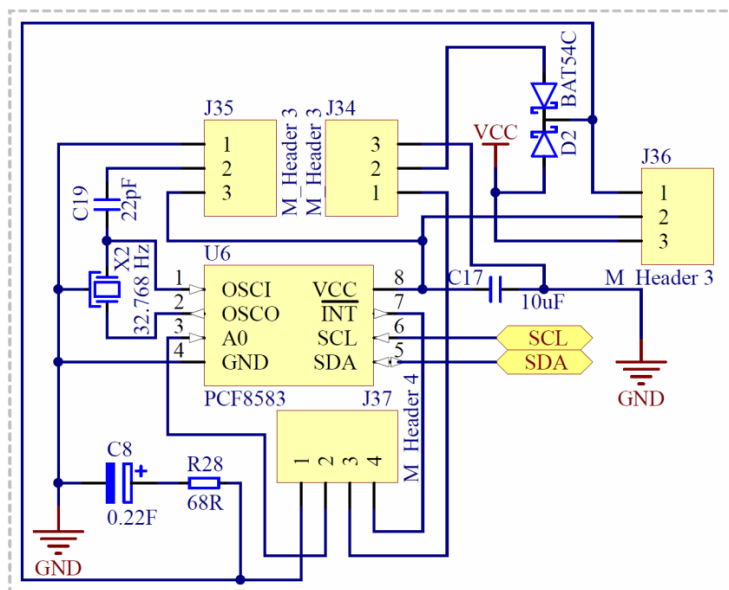 BAT54C
D2
J35
M_Header 3
1
2
3
J34
M_Header 3
3
2
1
VCC
J36
1
2
3
M_Header 3
C19
22pF
X2
32.768 Hz
U6
1 OSCI
2 OSCO
3 A0
4 GND
VCC 8
INT 7
SCL 6
SDA 5
PCF8583
C17
10uF
SCL
SDA
GND
J37
M_Header 4
1 2 3 4
C8
+
0.22F
R28
68R
GND